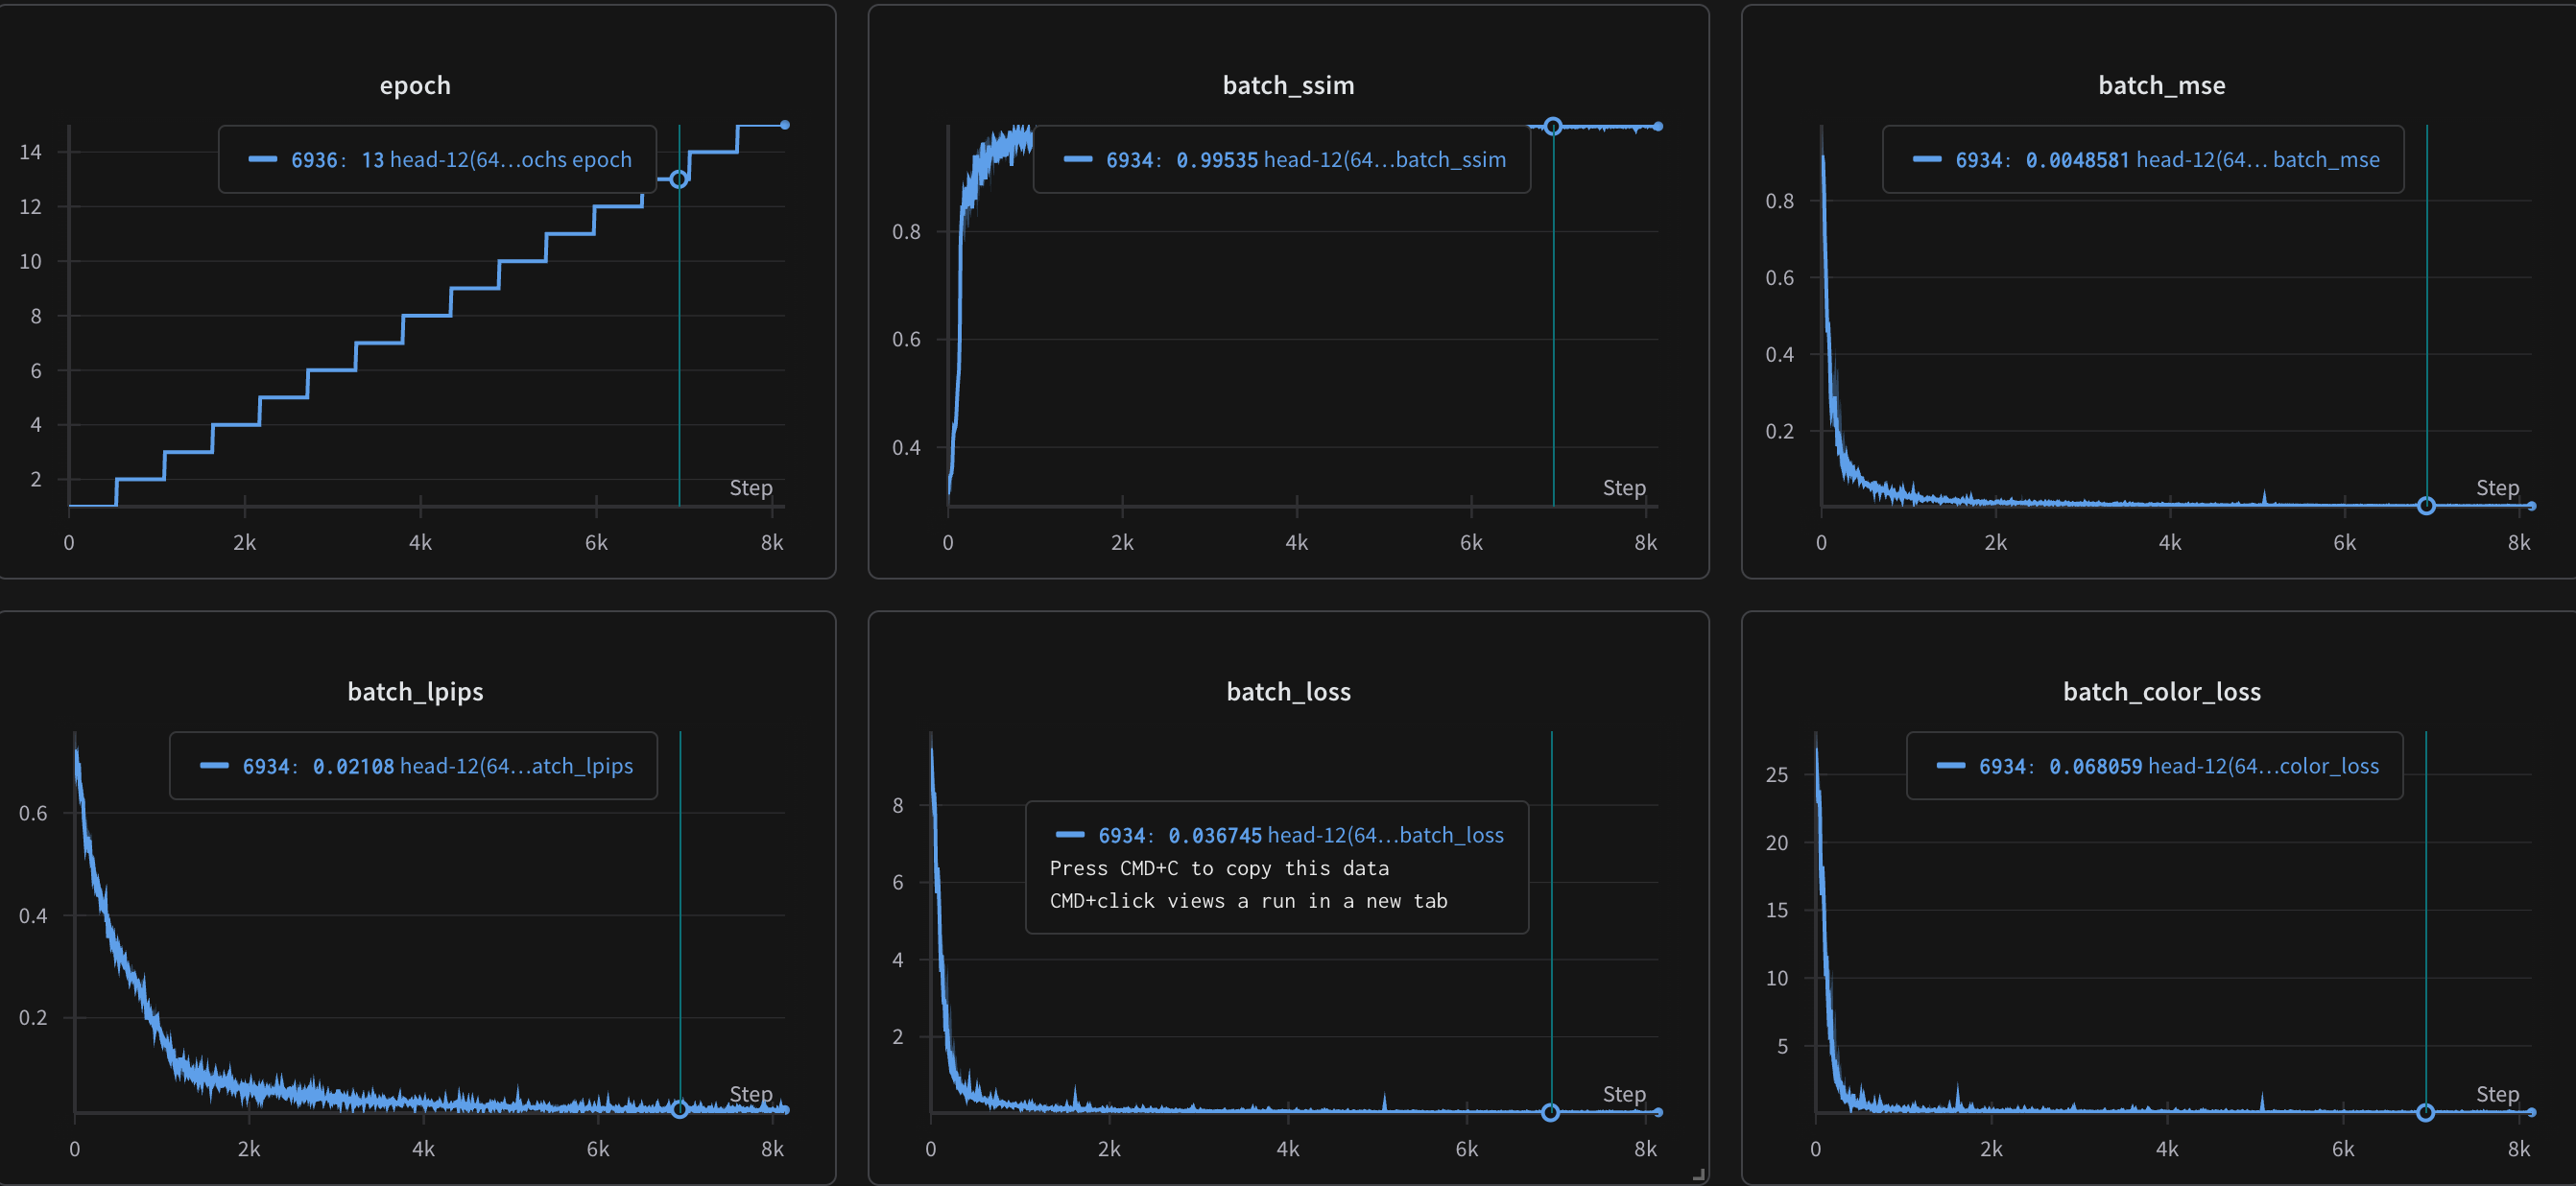 epoch
6936: 13 head-12(64...ochs epoch
14
12
10
8
6
4
2
Step
0 2k 4k 6k 8k
batch_ssim
6934: 0.99535 head-12(64...batch_ssim
0.8
0.6
0.4
Step
0 2k 4k 6k 8k
batch_mse
6934: 0.0048581 head-12(64... batch_mse
0.8
0.6
0.4
0.2
Step
0 2k 4k 6k 8k
batch_lpips
6934: 0.02108 head-12(64...atch_lpips
0.6
0.4
0.2
Step
0 2k 4k 6k 8k
batch_loss
8
6934: 0.036745 head-12(64...batch_loss
Press CMD+C to copy this data
6
CMD+click views a run in a new tab
4
2
Step
0 2k 4k 6k 8k
batch_color_loss
6934: 0.068059 head-12(64...color_loss
25
20
15
10
5
Step
0 2k 4k 6k 8k